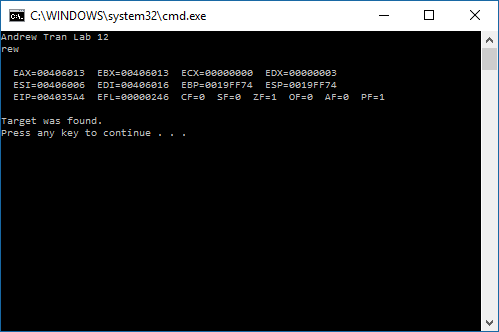 C:\WINDOWS\system32\cmd.exe
Andrew Tran Lab 12
rew
EAX=00406013 EBX=00406013 ECX=00000000 EDX=00000003
ESI=00406006 EDI=00406016 EBP=0019FF74 ESP=0019FF74
EIP=004035A4 EFL=00000246 CF=0 SF=0 ZF=1 OF=0 AF=0 PF=1
Target was found.
Press any key to continue . . .